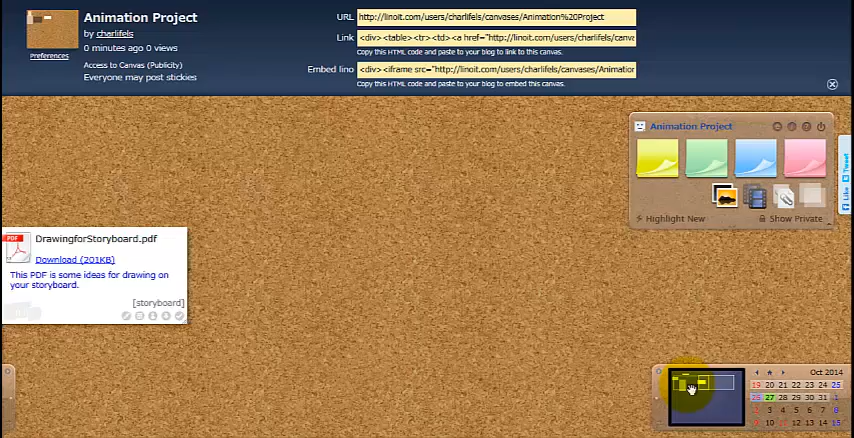 Animation Project
by charlifels
0 minutes ago 0 views
Preferences
Access to Canvas (Publicity)
Everyone may post stickies
URL http://linoit.com/users/charlifels/canvases/Animation%20Project
Link <div><table><tr><td><a href="http://linoit.com/users/charlifels/canva
Copy this HTML code and paste to your blog to link to this canvas.
Embed lino <div><iframe src="http://linoit.com/users/charlifels/canvases/Animation
Copy this HTML code and paste to your blog to embed this canvas.
Animation Project
Highlight New
Show Private
Tweet
Like
PDF
DrawingforStoryboard.pdf
Download (201KB)
This PDF is some ideas for drawing on
your storyboard.
[storyboard]
Oct 2014
19 20 21 22 23 24 25
26 27 28 29 30 31 1
2 3 4 5 6 7 8
9 10 11 12 13 14 15